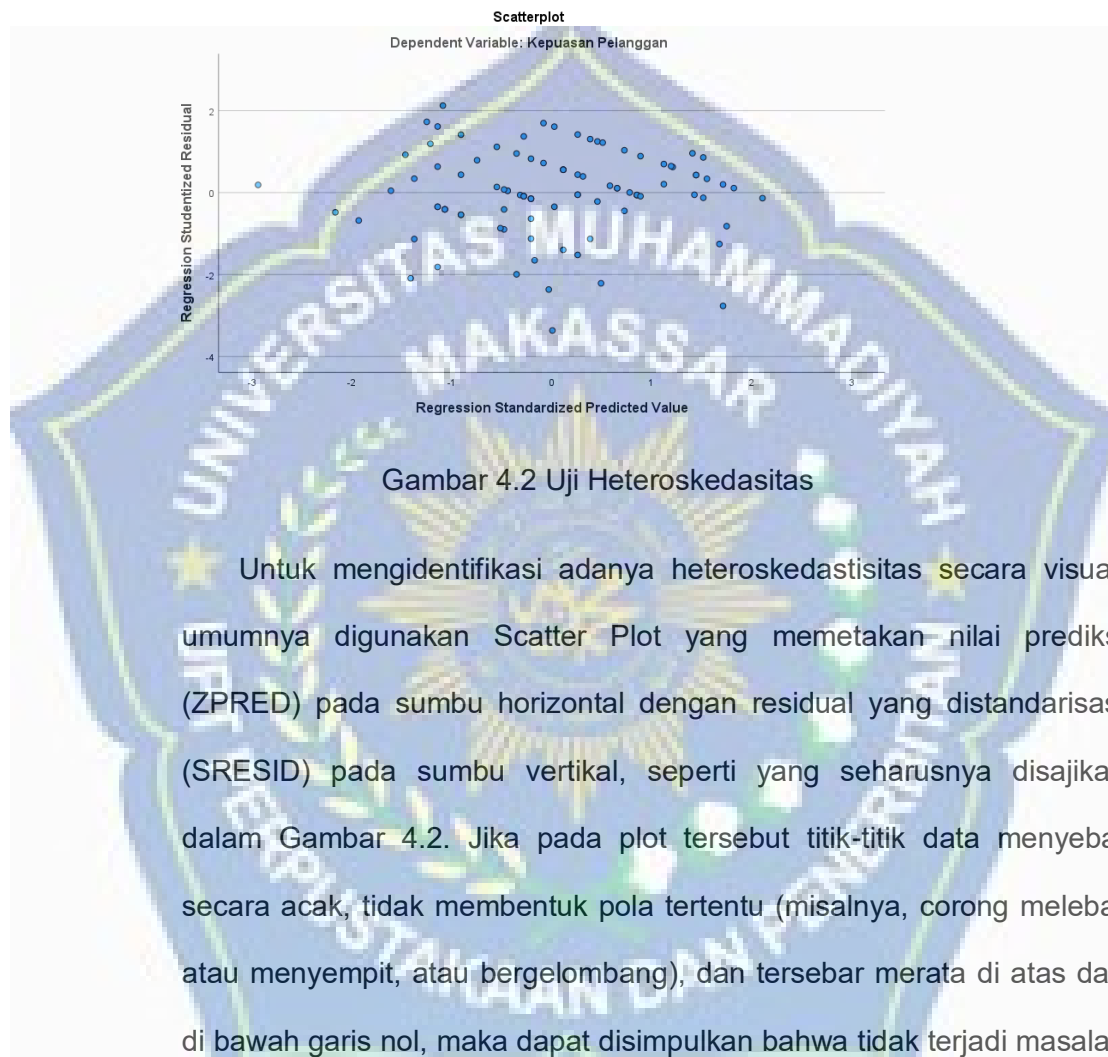 Scatterplot
Dependent Variable: Kepuasan Pelanggan
Regression Studentized Residual
2
0
-2
-4
-3 -2 -1 0 1 2 3
Regression Standardized Predicted Value
UNIVERSITAS MUHAMMADIYAH
MAKASSAR
UPT PERPUSTAKAAN DAN PENERBITAN
Gambar 4.2 Uji Heteroskedasitas
Untuk mengidentifikasi adanya heteroskedastisitas secara visua
umumnya digunakan Scatter Plot yang memetakan nilai prediks
(ZPRED) pada sumbu horizontal dengan residual yang distandarisas
(SRESID) pada sumbu vertikal, seperti yang seharusnya disajika
dalam Gambar 4.2. Jika pada plot tersebut titik-titik data menyeba
secara acak, tidak membentuk pola tertentu (misalnya, corong meleba
atau menyempit, atau bergelombang), dan tersebar merata di atas da
di bawah garis nol, maka dapat disimpulkan bahwa tidak terjadi masala